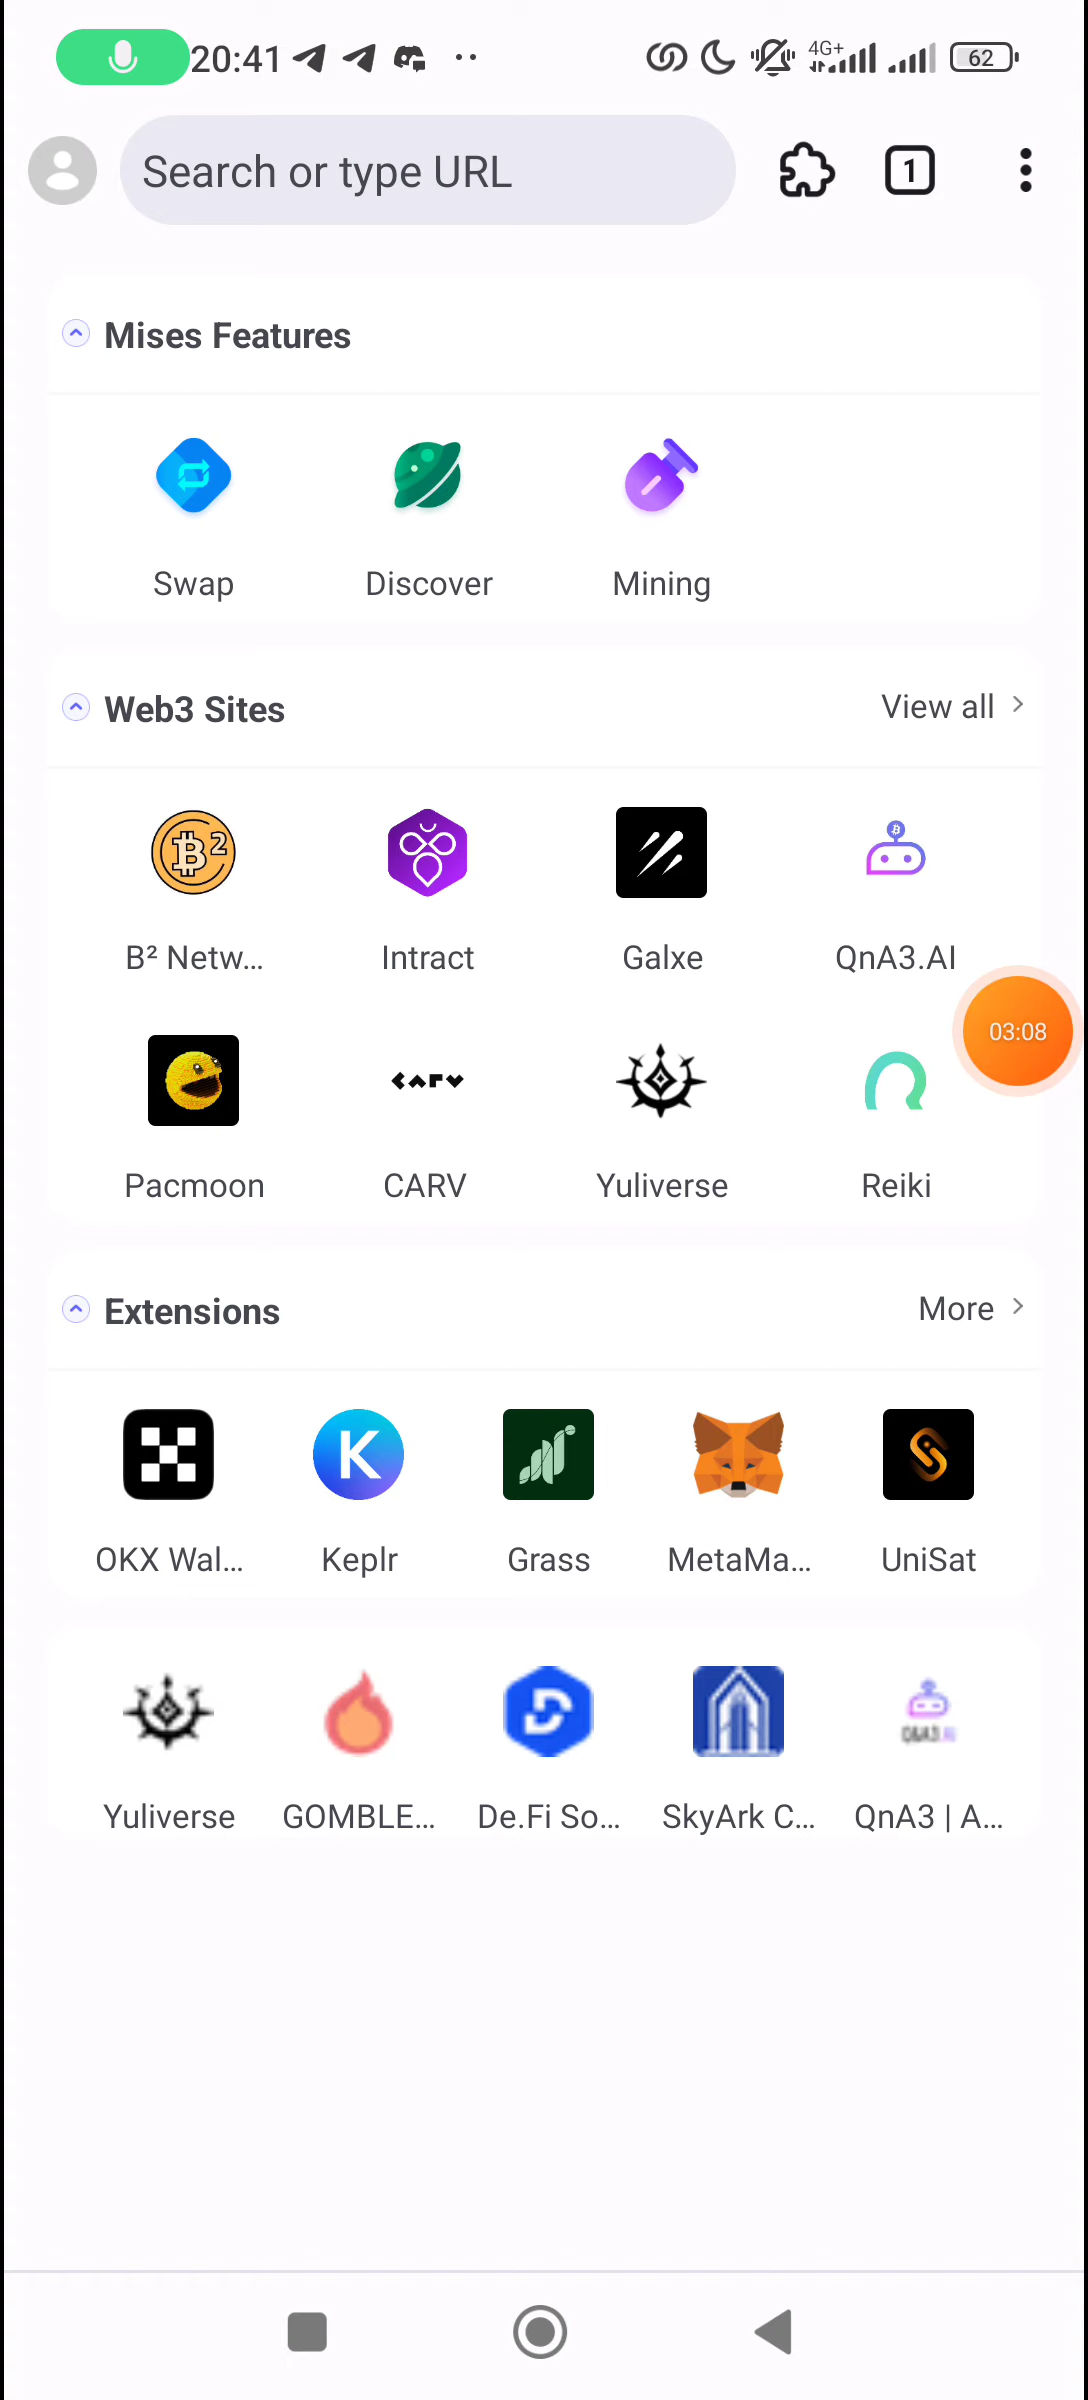 20:41 4G+ 62
Search or type URL 1
Mises Features
Swap Discover Mining
Web3 Sites View all
B² Netw... Intract Galxe QnA3.AI
03:08
Pacmoon CARV Yuliverse Reiki
Extensions More
OKX Wal... Keplr Grass MetaMa... UniSat
Yuliverse GOMBLE... De.Fi So... SkyArk C... QnA3 | A...